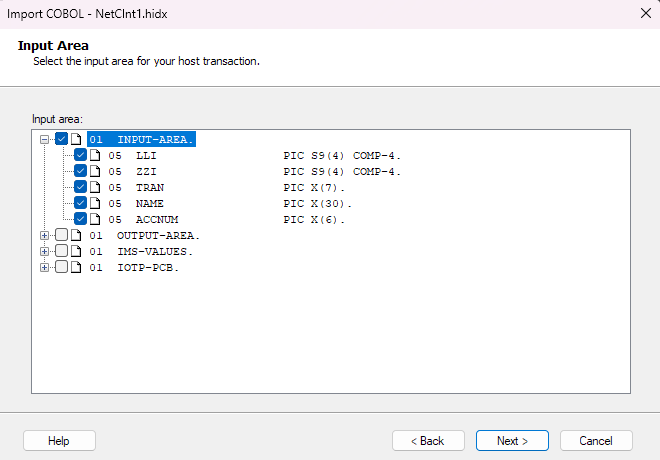 Import COBOL - NetClnt1.hidx
Input Area
Select the input area for your host transaction.
Input area:
01 INPUT-AREA.
05 LLI PIC S9(4) COMP-4.
05 ZZI PIC S9(4) COMP-4.
05 TRAN PIC X(7).
05 NAME PIC X(30).
05 ACCNUM PIC X(6).
01 OUTPUT-AREA.
01 IMS-VALUES.
01 IOTP-PCB.
Help < Back Next > Cancel